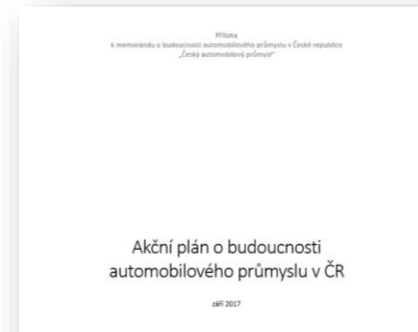 Příloha
k memorandu o budoucnosti automobilového průmyslu v České republice
„Český automobilový průmysl“
Akční plán o budoucnosti
automobilového průmyslu v ČR
září 2017